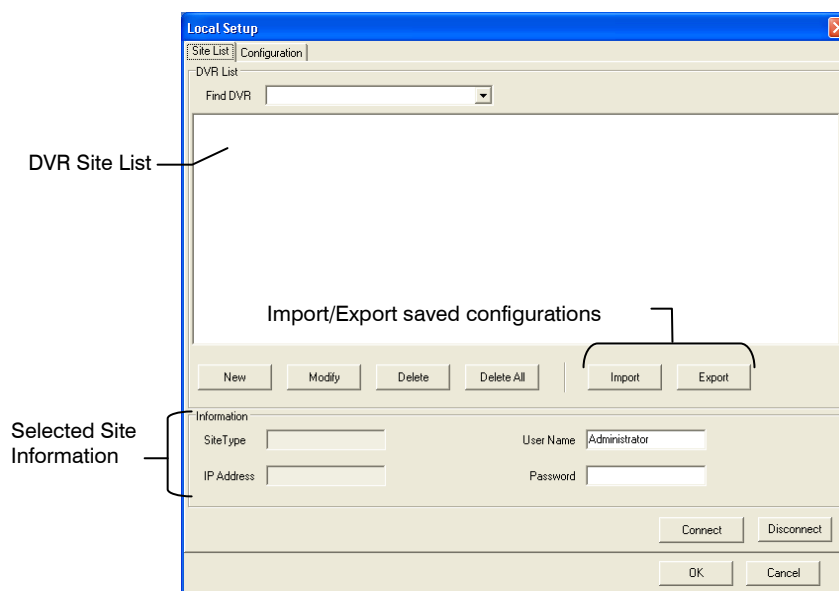 Local Setup
Site List Configuration
DVR List
Find DVR
DVR Site List
Import/Export saved configurations
New Modify Delete Delete All Import Export
Information
Selected Site
Information
SiteType User Name Administrator
IP Address Password
Connect Disconnect
OK Cancel